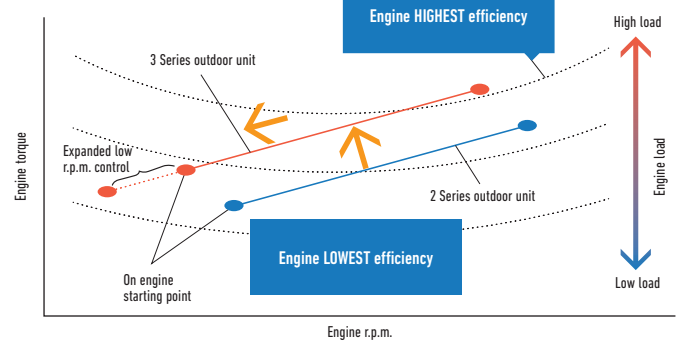 Engine HIGHEST efficiency
High load
3 Series outdoor unit
Expanded low
r.p.m. control
Engine torque
Engine load
2 Series outdoor unit
Engine LOWEST efficiency
On engine
starting point
Low load
Engine r.p.m.